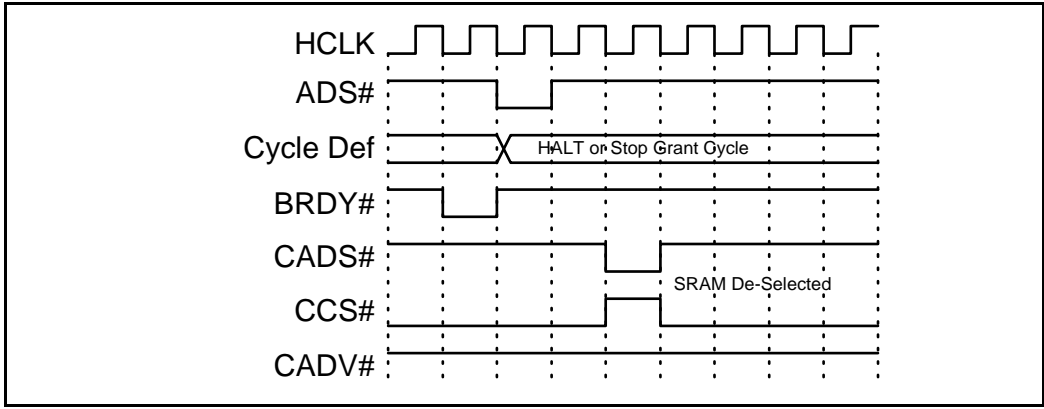 HCLK
ADS#
Cycle Def
HALT or Stop Grant Cycle
BRDY#
CADS#
SRAM De-Selected
CCS#
CADV#